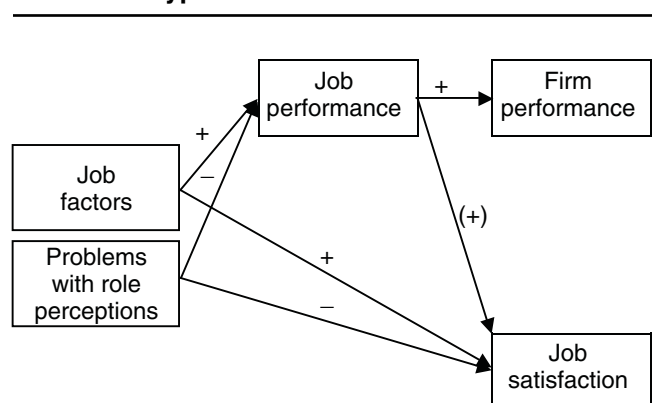 Job
performance
+
Firm
performance
+
−
Job
factors
(+)
Problems
with role
perceptions
+
−
Job
satisfaction